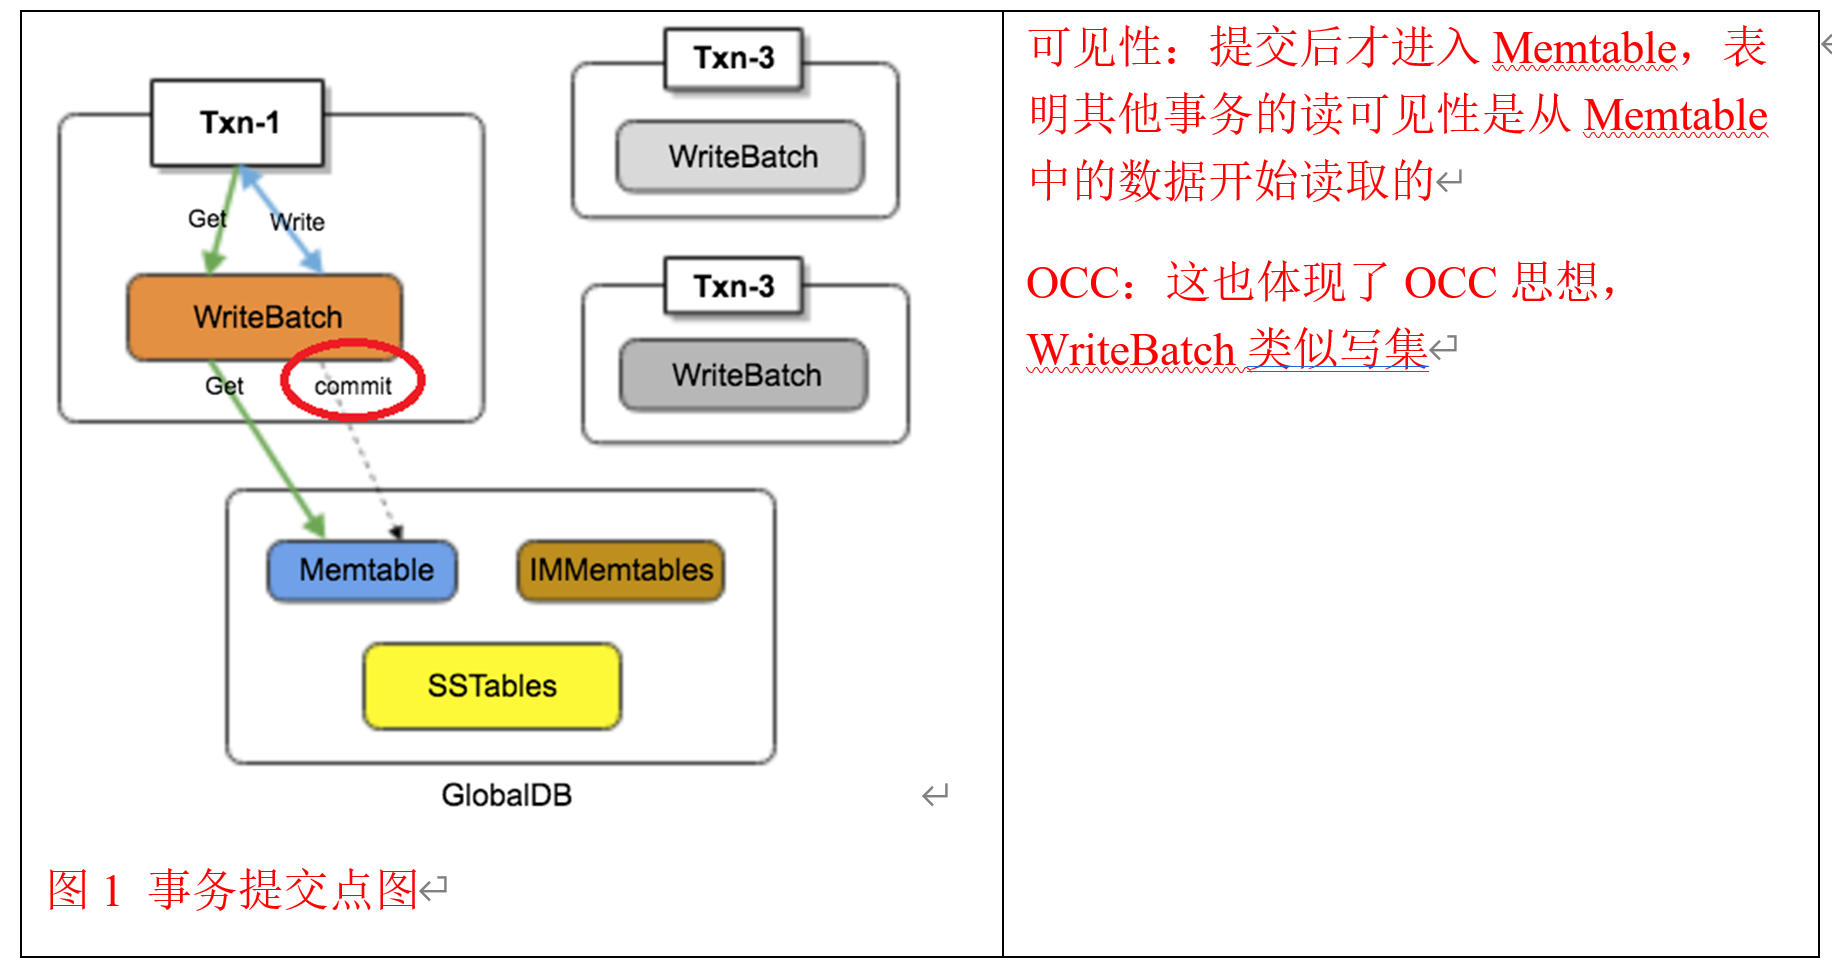 Txn-1
Get
Write
WriteBatch
Get
commit
Txn-3
WriteBatch
Txn-3
WriteBatch
Memtable
IMMemtables
SSTables
GlobalDB
图 1 事务提交点图
可见性：提交后才进入 Memtable，表
明其他事务的读可见性是从 Memtable
中的数据开始读取的
OCC：这也体现了 OCC 思想，
WriteBatch 类似写集